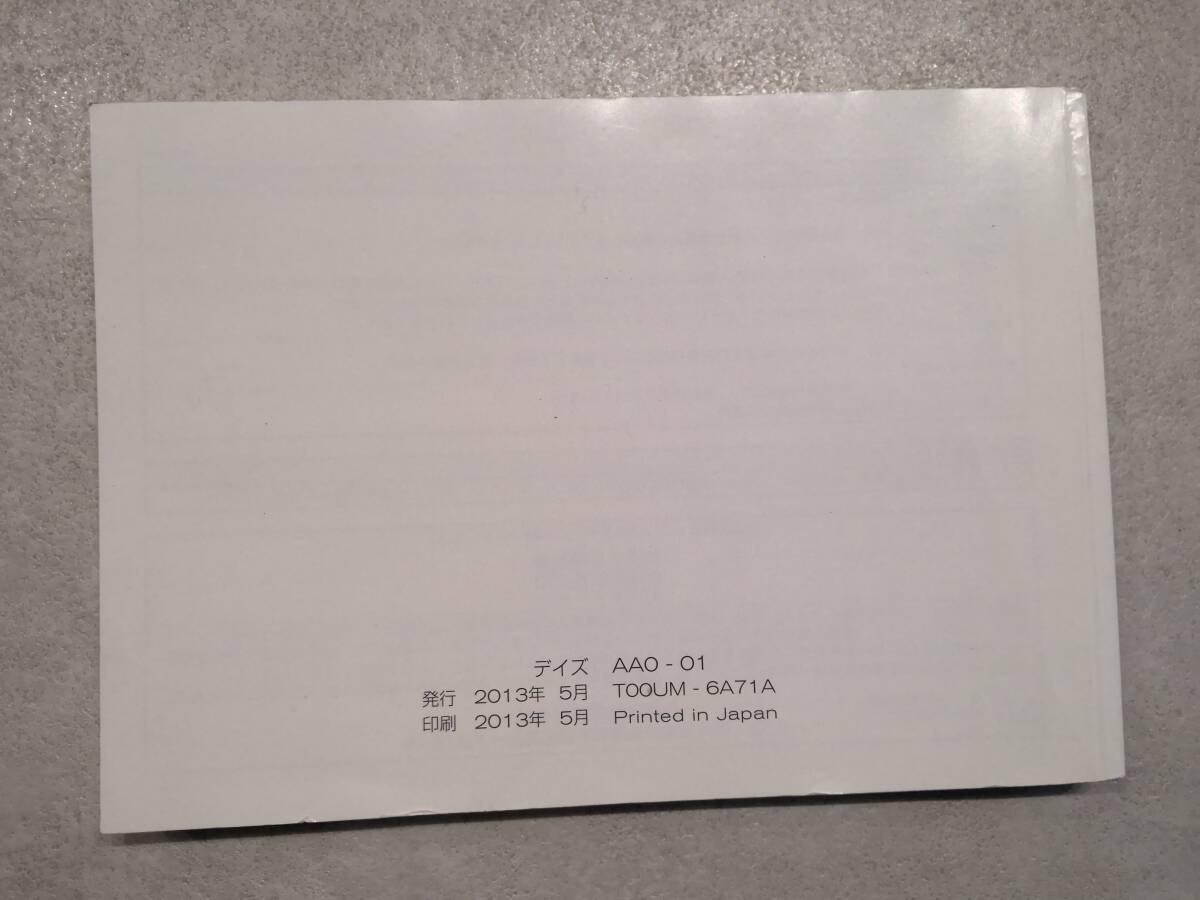 デイズ AA0 - 01
発行 2013年 5月 T00UM - 6A71A
印刷 2013年 5月 Printed in Japan